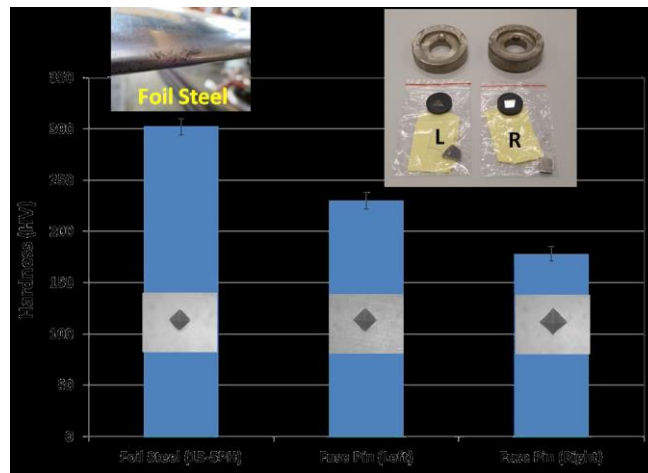 Foil Steel
L R
Hardness (HV)
350
300
250
200
150
100
50
0
Foil Steel (15-5PH)
Fuse Pin (Left)
Fuse Pin (Right)